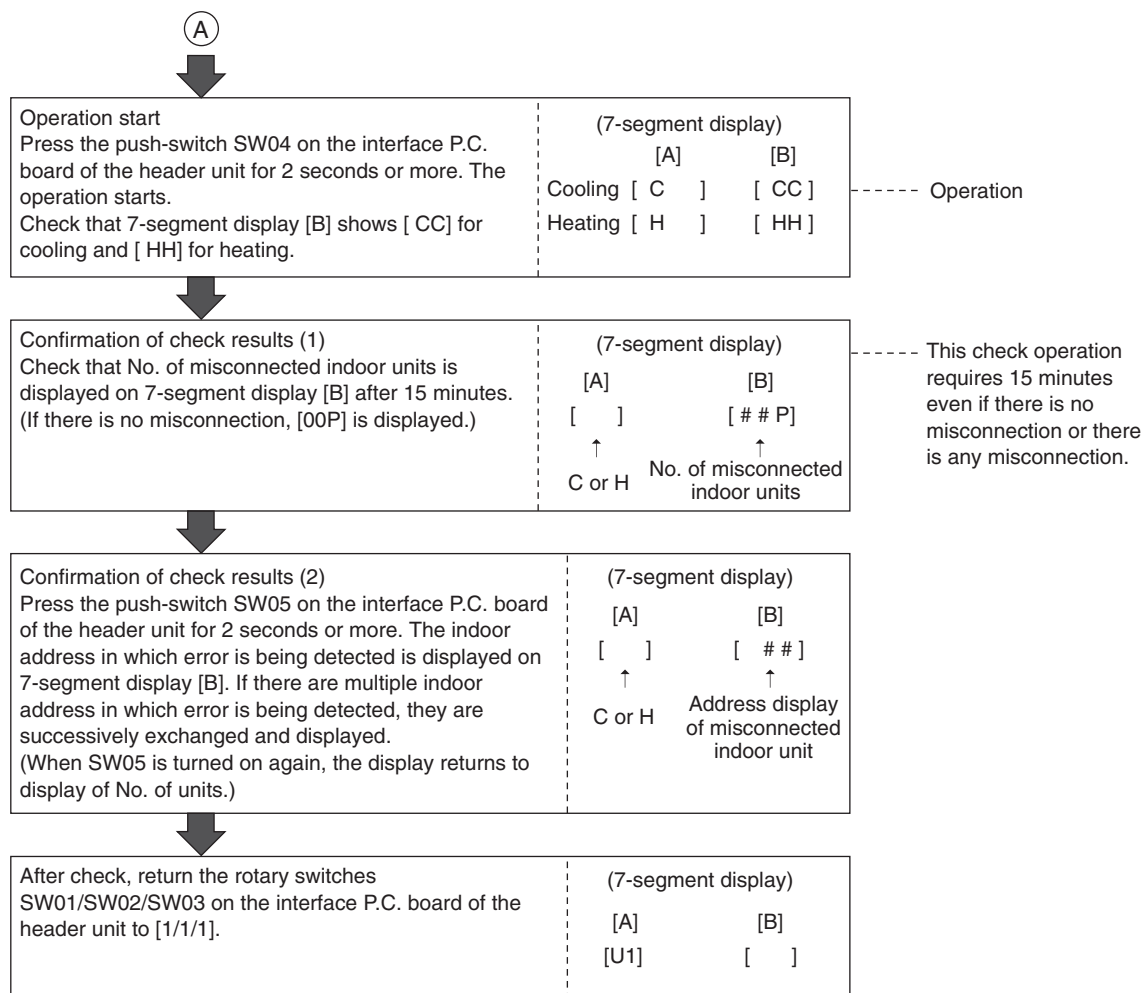 A
Operation start
Press the push-switch SW04 on the interface P.C.
board of the header unit for 2 seconds or more. The
operation starts.
Check that 7-segment display [B] shows [ CC] for
cooling and [ HH] for heating.
(7-segment display)
[A] [B]
Cooling [ C ] [ CC ]
Heating [ H ] [ HH ]
Operation
Confirmation of check results (1)
Check that No. of misconnected indoor units is
displayed on 7-segment display [B] after 15 minutes.
(If there is no misconnection, [00P] is displayed.)
(7-segment display)
[A] [B]
[ ] [ # # P]
↑ ↑
C or H No. of misconnected
indoor units
This check operation
requires 15 minutes
even if there is no
misconnection or there
is any misconnection.
Confirmation of check results (2)
Press the push-switch SW05 on the interface P.C. board
of the header unit for 2 seconds or more. The indoor
address in which error is being detected is displayed on
7-segment display [B]. If there are multiple indoor
address in which error is being detected, they are
successively exchanged and displayed.
(When SW05 is turned on again, the display returns to
display of No. of units.)
(7-segment display)
[A] [B]
[ ] [ # # ]
↑ ↑
C or H Address display
of misconnected
indoor unit
After check, return the rotary switches
SW01/SW02/SW03 on the interface P.C. board of the
header unit to [1/1/1].
(7-segment display)
[A] [B]
[U1] [ ]